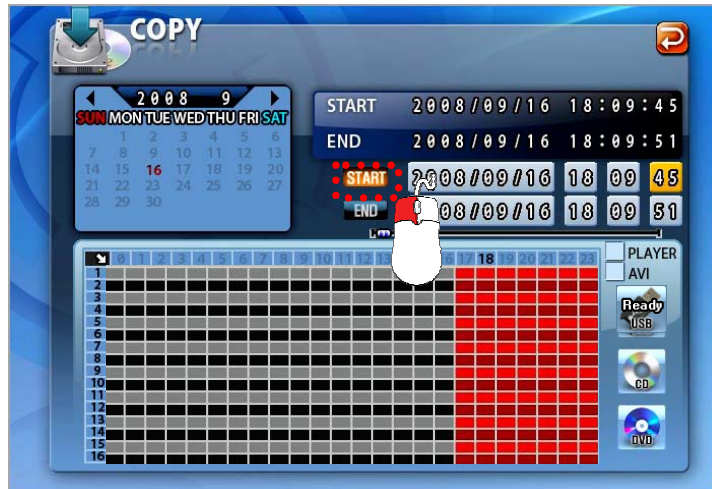 COPY
2008 9
SUN MON TUE WED THU FRI SAT
1 2 3 4 5 6
7 8 9 10 11 12 13
14 15 16 17 18 19 20
21 22 23 24 25 26 27
28 29 30
START 2008/09/16 18:09:45
END 2008/09/16 18:09:51
START 2008/09/16 18 09 45
END 08/09/16 18 09 51
0 1 2 3 4 5 6 7 8 9 10 11 12 13 17 18 19 20 21 22 23
1
2
3
4
5
6
7
8
9
10
11
12
13
14
15
16
PLAYER
AVI
Ready
USB
CD
DVD